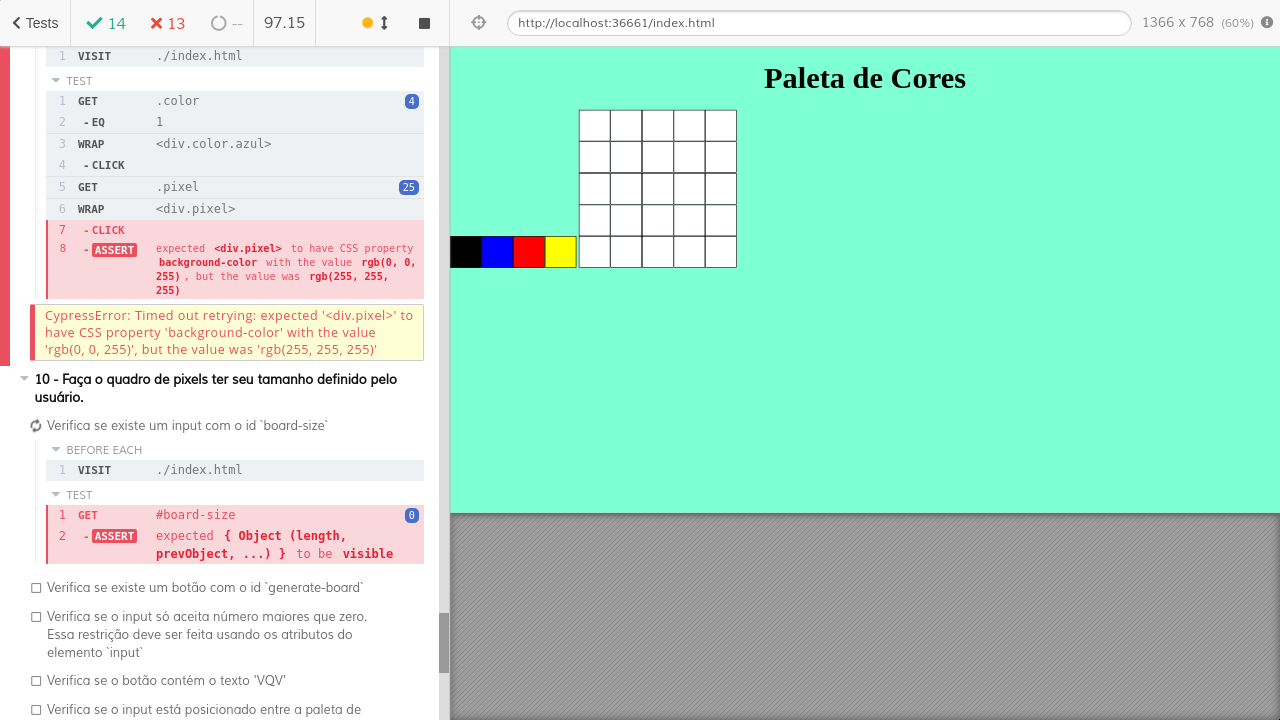 Tests 14 13 -- 97.15 http://localhost:36661/index.html 1366 x 768 (60%)
1 VISIT ./index.html
TEST
1 GET .color 4
2 -EQ 1
3 WRAP <div.color.azul>
4 -CLICK
5 GET .pixel 25
6 WRAP <div.pixel>
7 -CLICK
8 -ASSERT expected <div.pixel> to have CSS property
background-color with the value rgb(0, 0,
255), but the value was rgb(255, 255,
255)
CypressError: Timed out retrying: expected '<div.pixel>' to
have CSS property 'background-color' with the value
'rgb(0, 0, 255)', but the value was 'rgb(255, 255, 255)'
10 - Faça o quadro de pixels ter seu tamanho definido pelo
usuário.
Verifica se existe um input com o id `board-size`
BEFORE EACH
1 VISIT ./index.html
TEST
1 GET #board-size 0
2 -ASSERT expected { Object (length,
prevObject, ...) } to be visible
Verifica se existe um botão com o id `generate-board`
Verifica se o input só aceita número maiores que zero.
Essa restrição deve ser feita usando os atributos do
elemento `input`
Verifica se o botão contém o texto 'VQV'
Verifica se o input está posicionado entre a paleta de
Paleta de Cores